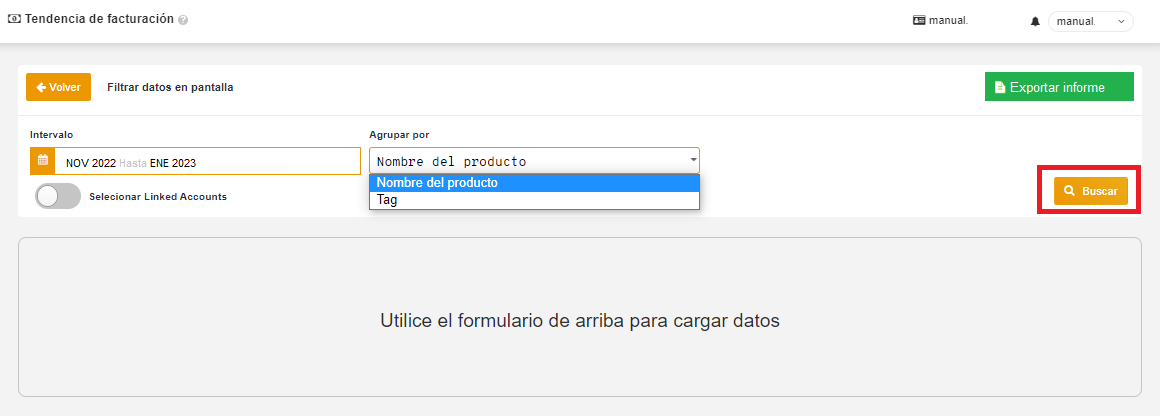 Tendencia de facturación
manual.
manual.
Volver
Filtrar datos en pantalla
Exportar informe
Intervalo
Agrupar por
NOV 2022 Hasta ENE 2023
Nombre del producto
Nombre del producto
Tag
Selecionar Linked Accounts
Buscar
Utilice el formulario de arriba para cargar datos